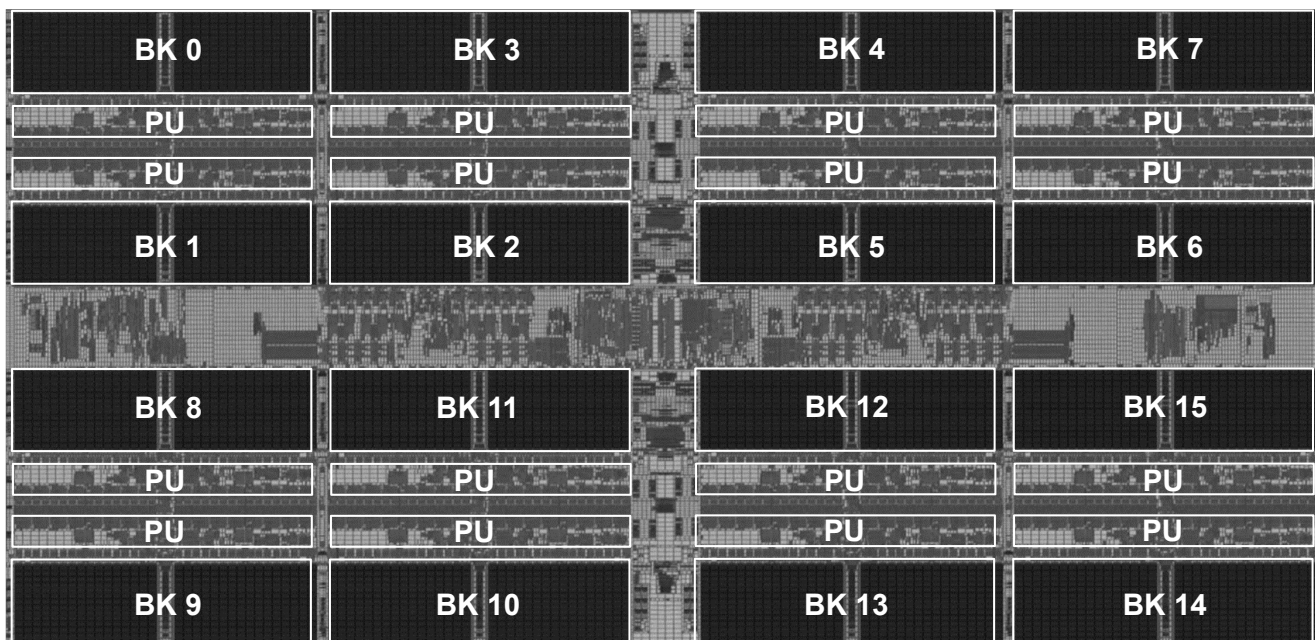 BK 0 BK 3 BK 4 BK 7
PU PU PU PU
PU PU PU PU
BK 1 BK 2 BK 5 BK 6
BK 8 BK 11 BK 12 BK 15
PU PU PU PU
PU PU PU PU
BK 9 BK 10 BK 13 BK 14